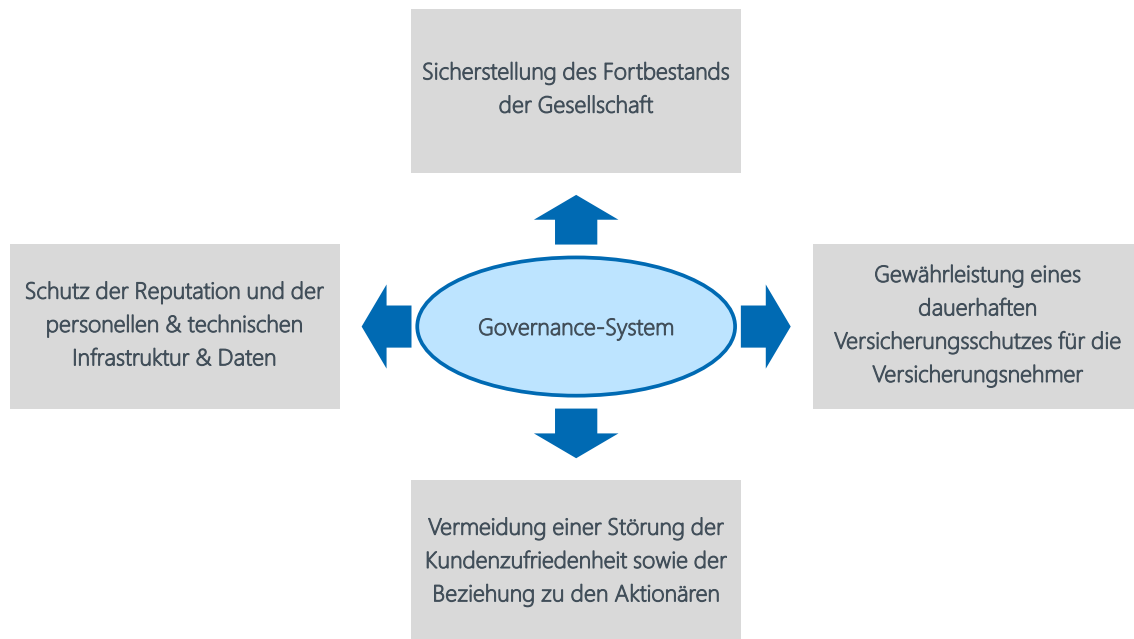 Sicherstellung des Fortbestands
der Gesellschaft
Schutz der Reputation und der
personellen & technischen
Infrastruktur & Daten
Governance-System
Gewährleistung eines
dauerhaften
Versicherungsschutzes für die
Versicherungsnehmer
Vermeidung einer Störung der
Kundenzufriedenheit sowie der
Beziehung zu den Aktionären